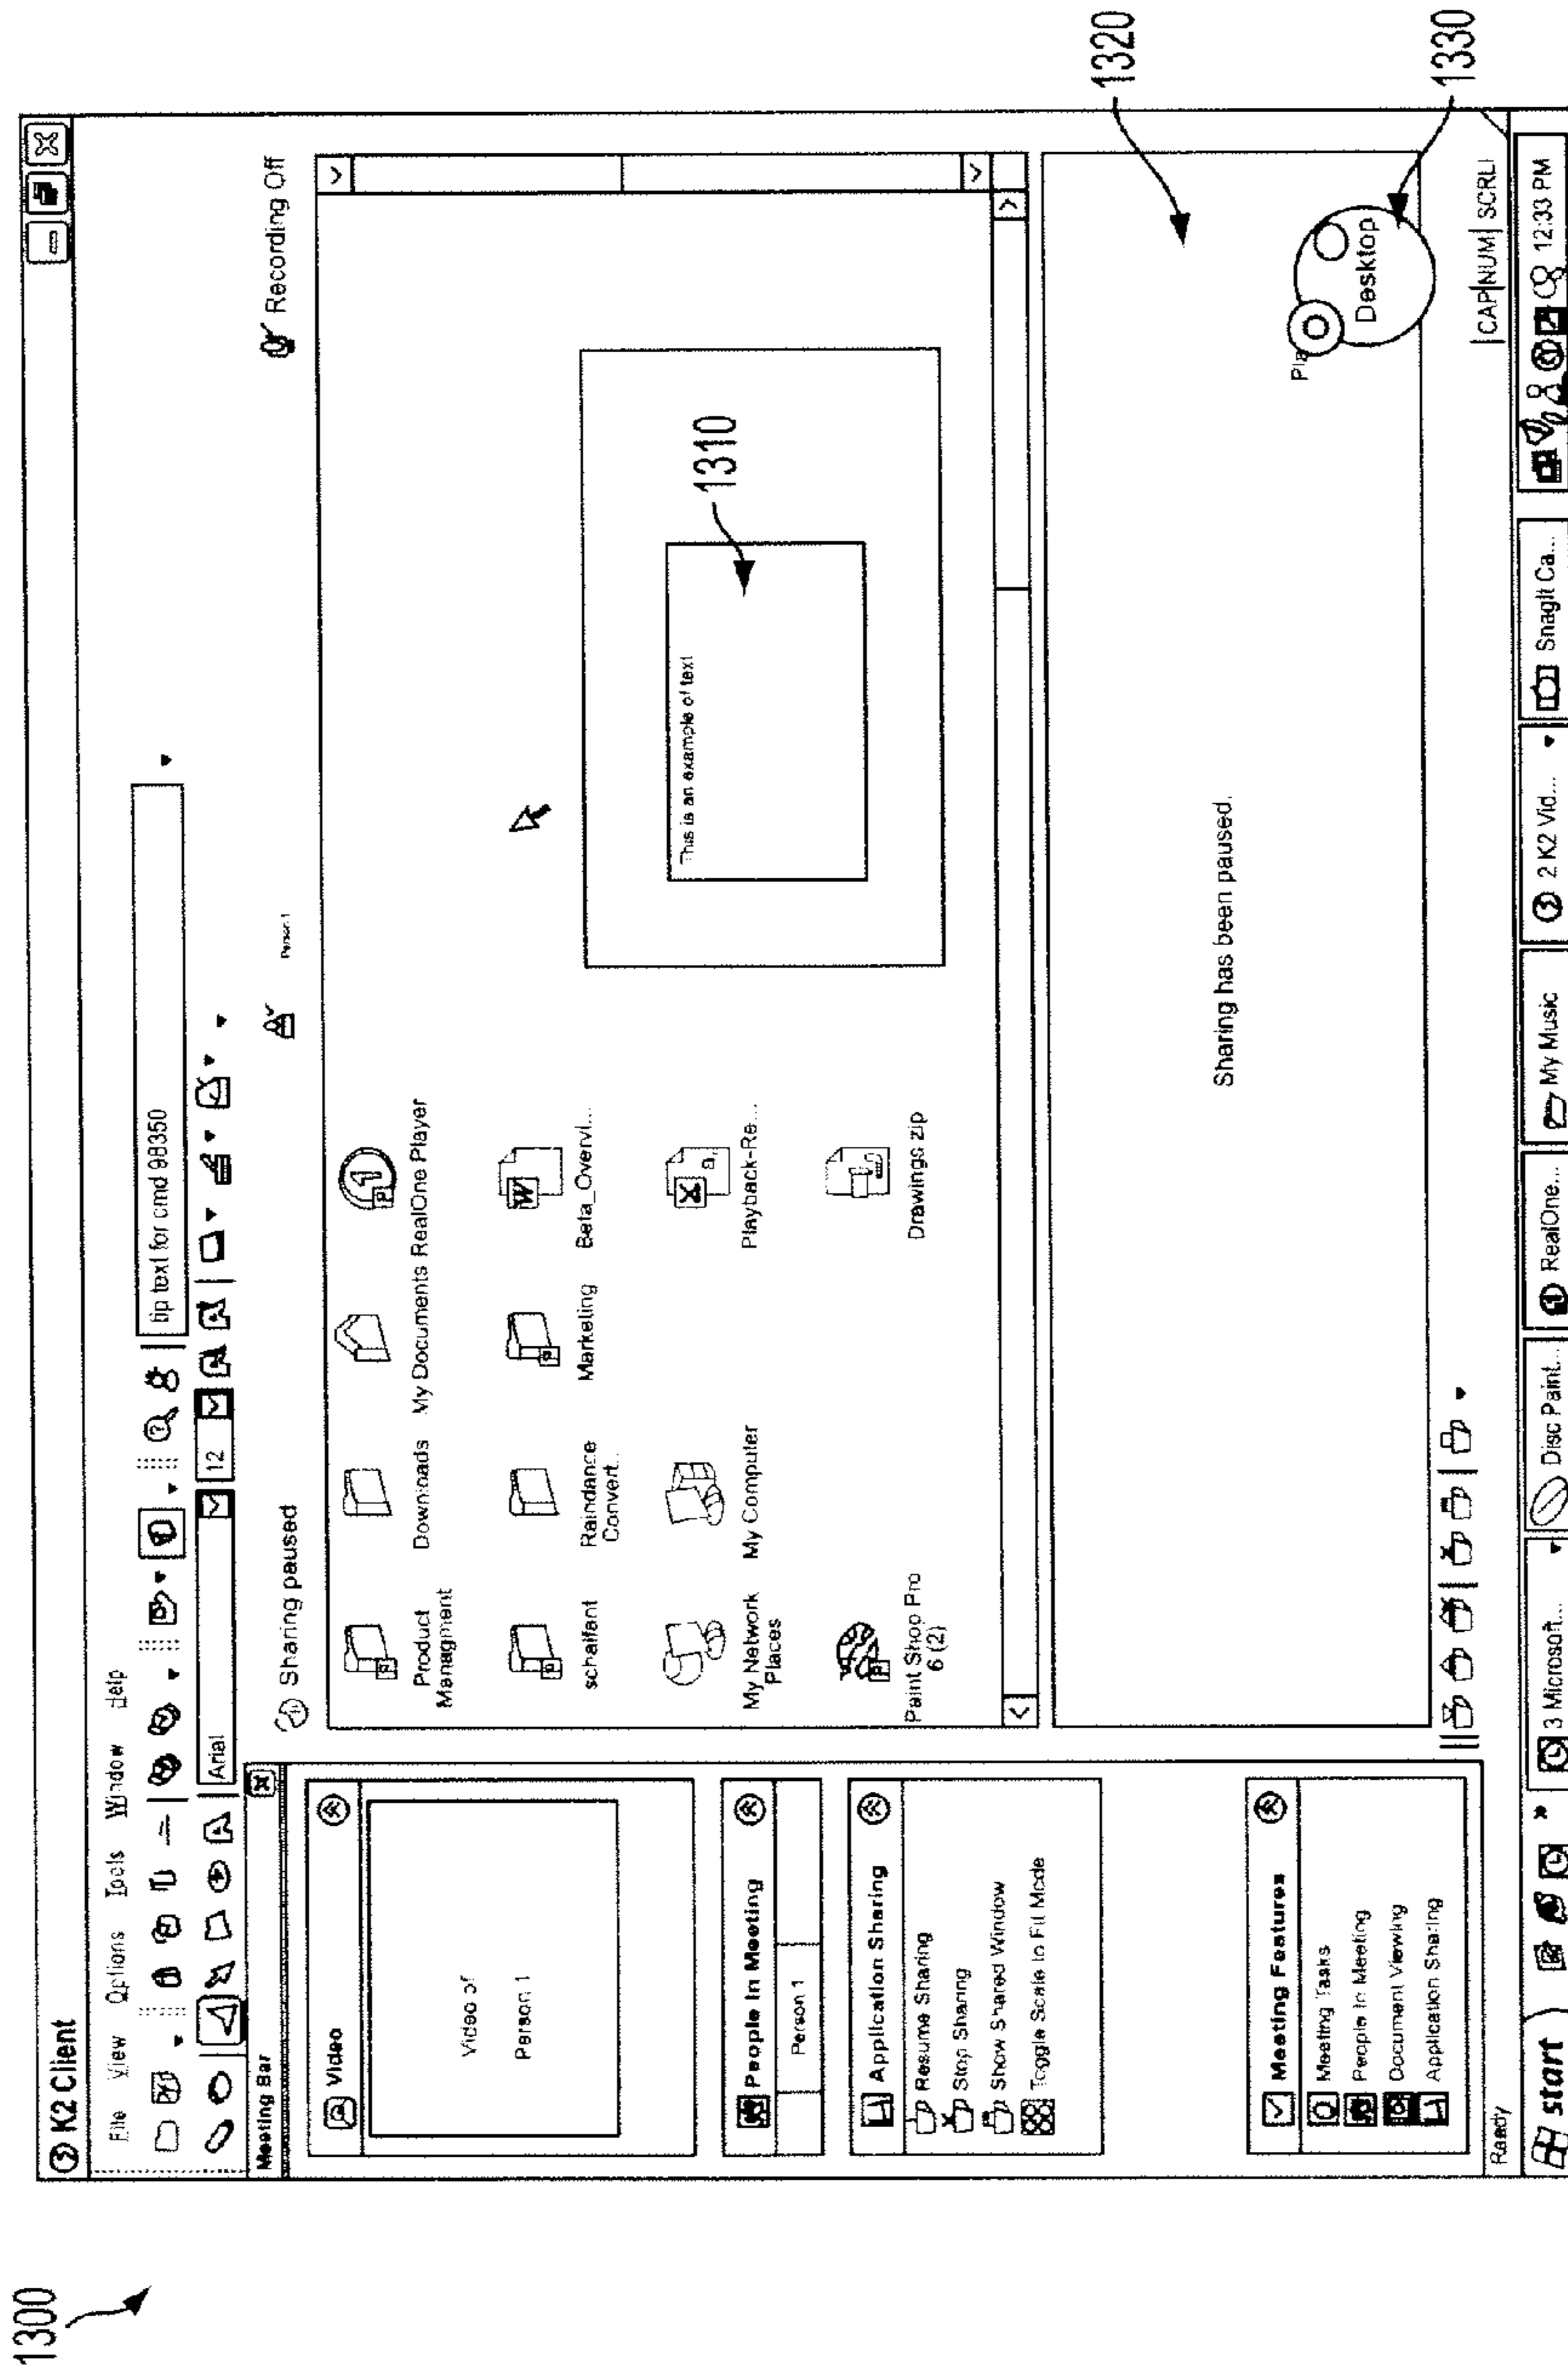 1300
K2 Client
File View Options Tools Window Help
tip text for cmd 98350
Arial 12
Meeting Bar
Sharing paused
Person 1
Recording Off
Video
Video of
Person 1
People In Meeting
Person 1
Application Sharing
Resume Sharing
Stop Sharing
Show Shared Window
Toggle Scale to Fit Mode
Meeting Features
Meeting Tasks
People In Meeting
Document Viewing
Application Sharing
Product Downloads My Documents RealOne Player
Managment
schalfant Raindance Marketing Beta_Overvi...
Convert...
My Network My Computer Playback-Re...
Places
Paint Shop Pro Drawings zip
6 (2)
This is an example of text
1310
Sharing has been paused.
1320
Pla
Desktop
1330
Ready
CAP NUM SCRL
start 3 Microsoft... Disc Paint... RealOne... My Music 2 K2 Vid... SnagIt Ca... 12:33 PM